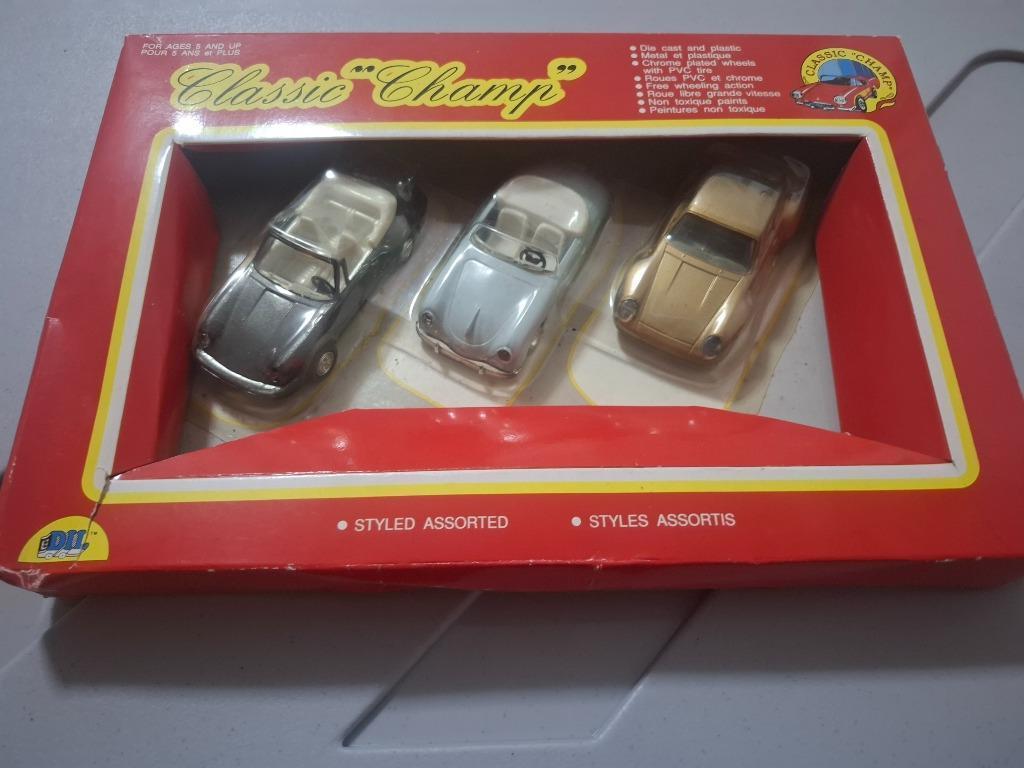 FOR AGES 5 AND UP
POUR 5 ANS et PLUS
Classic "Champ"
● Die cast and plastic
● Metal et plastique
● Chrome plated wheels
with PVC tire
● Roues PVC et chrome
● Free wheeling action
● Roue libre grande vitesse
● Non toxique paints
● Peintures non toxique
CLASSIC "CHAMP"
● STYLED ASSORTED
● STYLES ASSORTIS